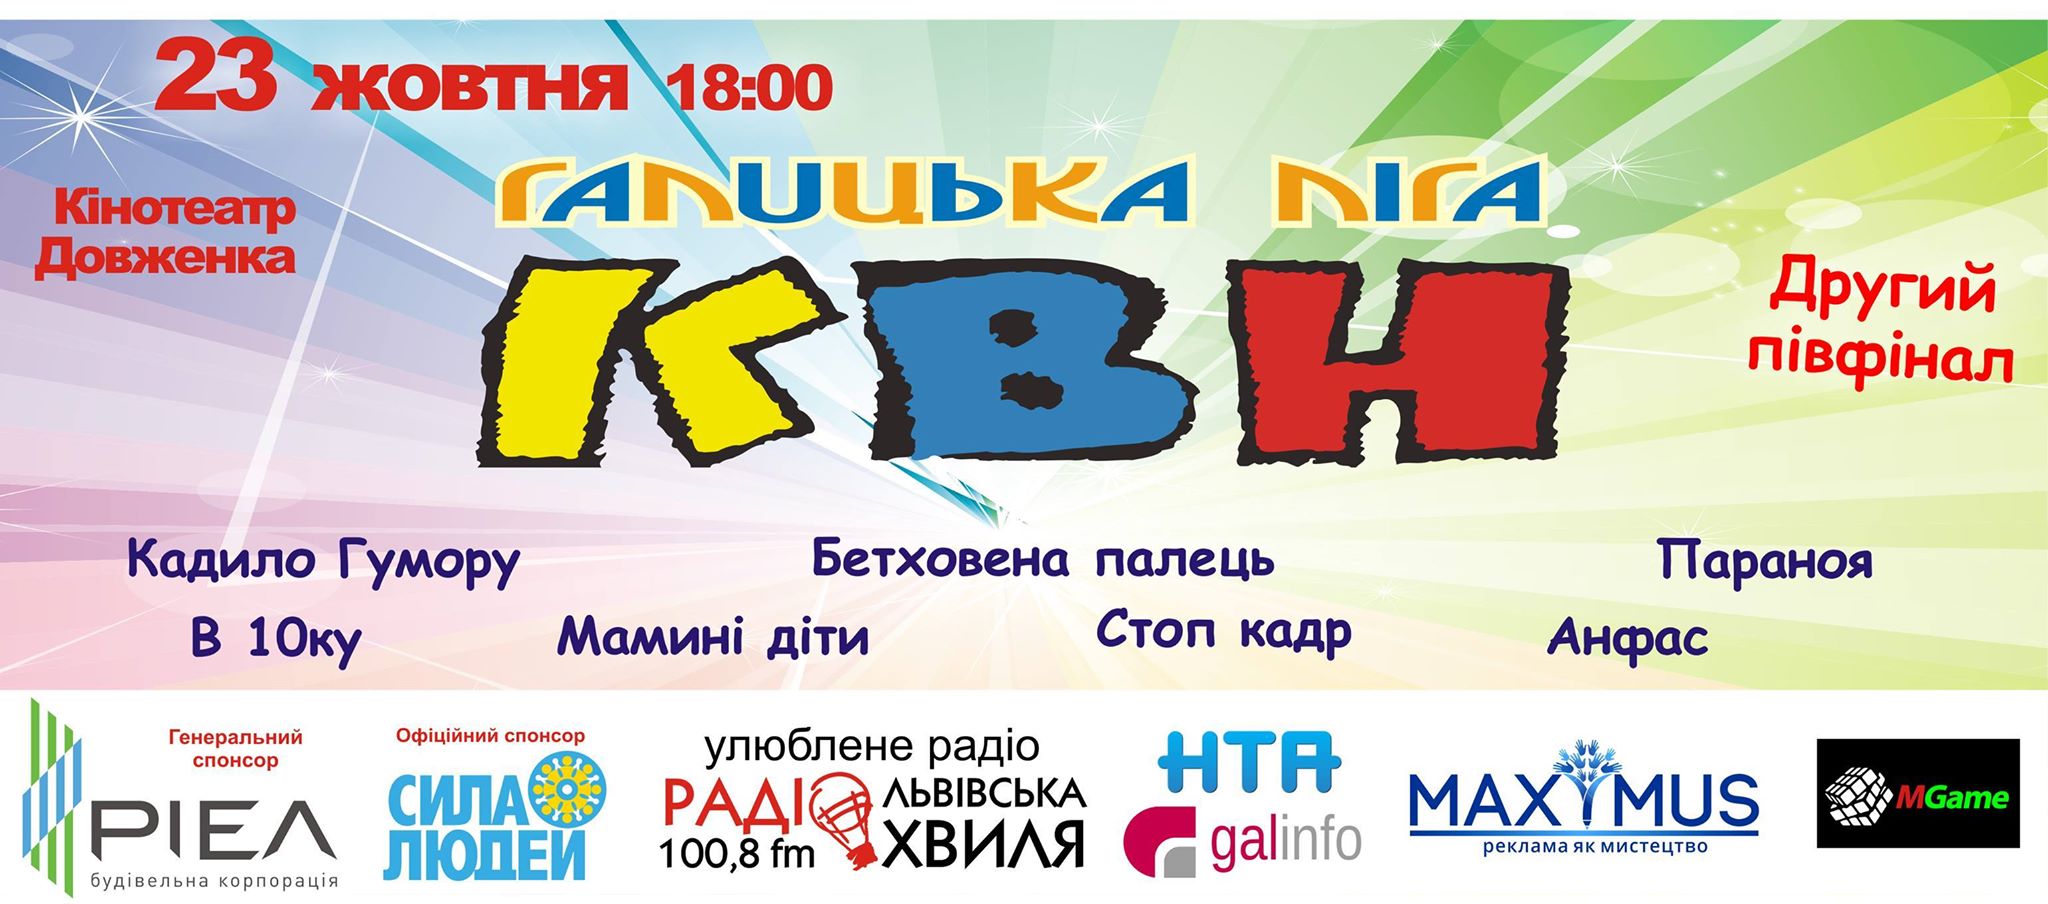 23 жовтня 18:00
Кінотеатр
Довженка
ГАЛИЦЬКА ЛІГА
КВН
Другий
півфінал
Кадило Гумору
Бетховена палець
Параноя
В 10ку
Мамині діти
Стоп кадр
Анфас
Генеральний
спонсор
РІЕЛ
будівельна корпорація
Офіційний спонсор
СИЛА
ЛЮДЕЙ
улюблене радіо
РАДІО ЛЬВІВСЬКА
100,8 fm ХВИЛЯ
НТА
galinfo
MAXYMUS
реклама як мистецтво
MGame